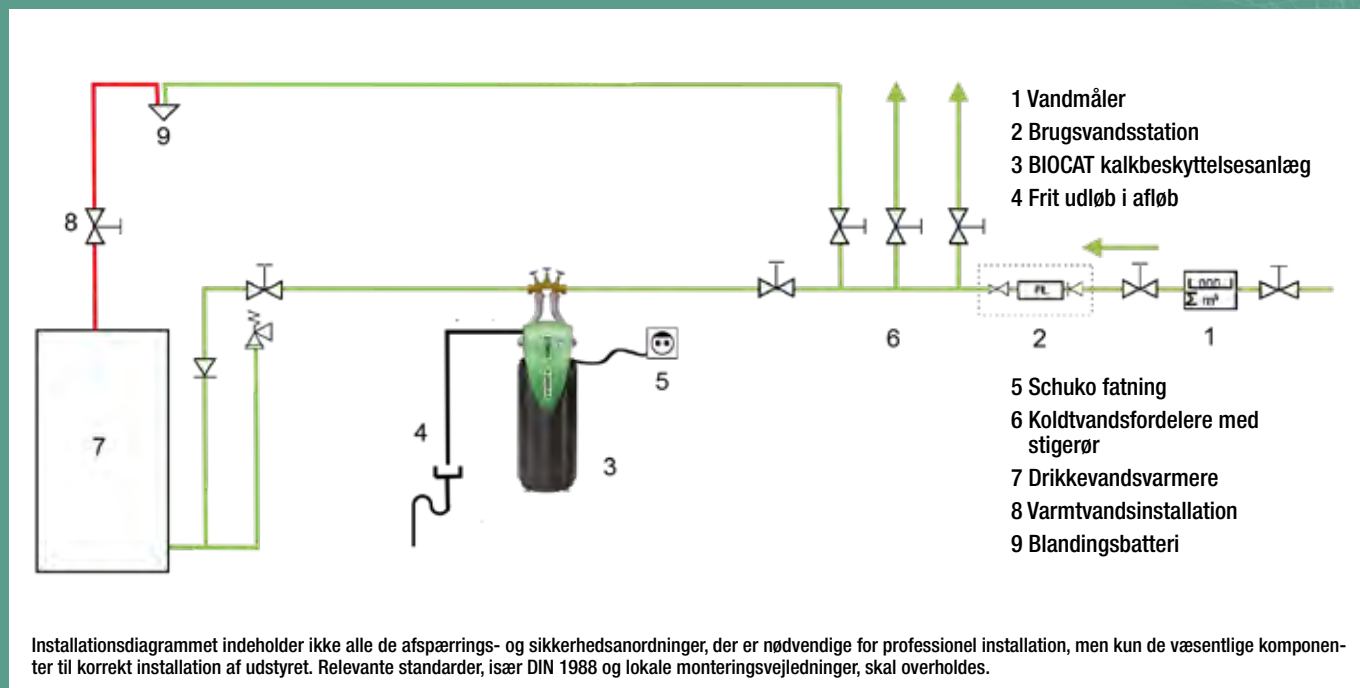 1 Vandmåler
2 Brugsvandsstation
3 BIOCAT kalkbeskyttelsesanlæg
4 Frit udløb i afløb
9
8
Σ m³
6
2
1
5
4
3
7
5 Schuko fatning
6 Koldtvandsfordelere med
stigerør
7 Drikkevandsvarmere
8 Varmtvandsinstallation
9 Blandingsbatteri
Installationsdiagrammet indeholder ikke alle de afspærrings- og sikkerhedsanordninger, der er nødvendige for professionel installation, men kun de væsentlige komponen-
ter til korrekt installation af udstyret. Relevante standarder, især DIN 1988 og lokale monteringsvejledninger, skal overholdes.